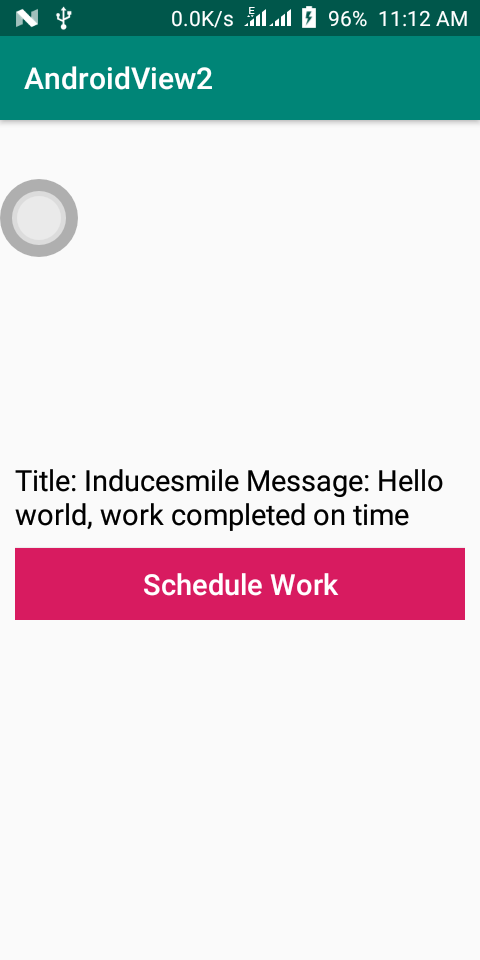 0.0K/s E 96% 11:12 AM
AndroidView2
Title: Inducesmile Message: Hello
world, work completed on time
Schedule Work